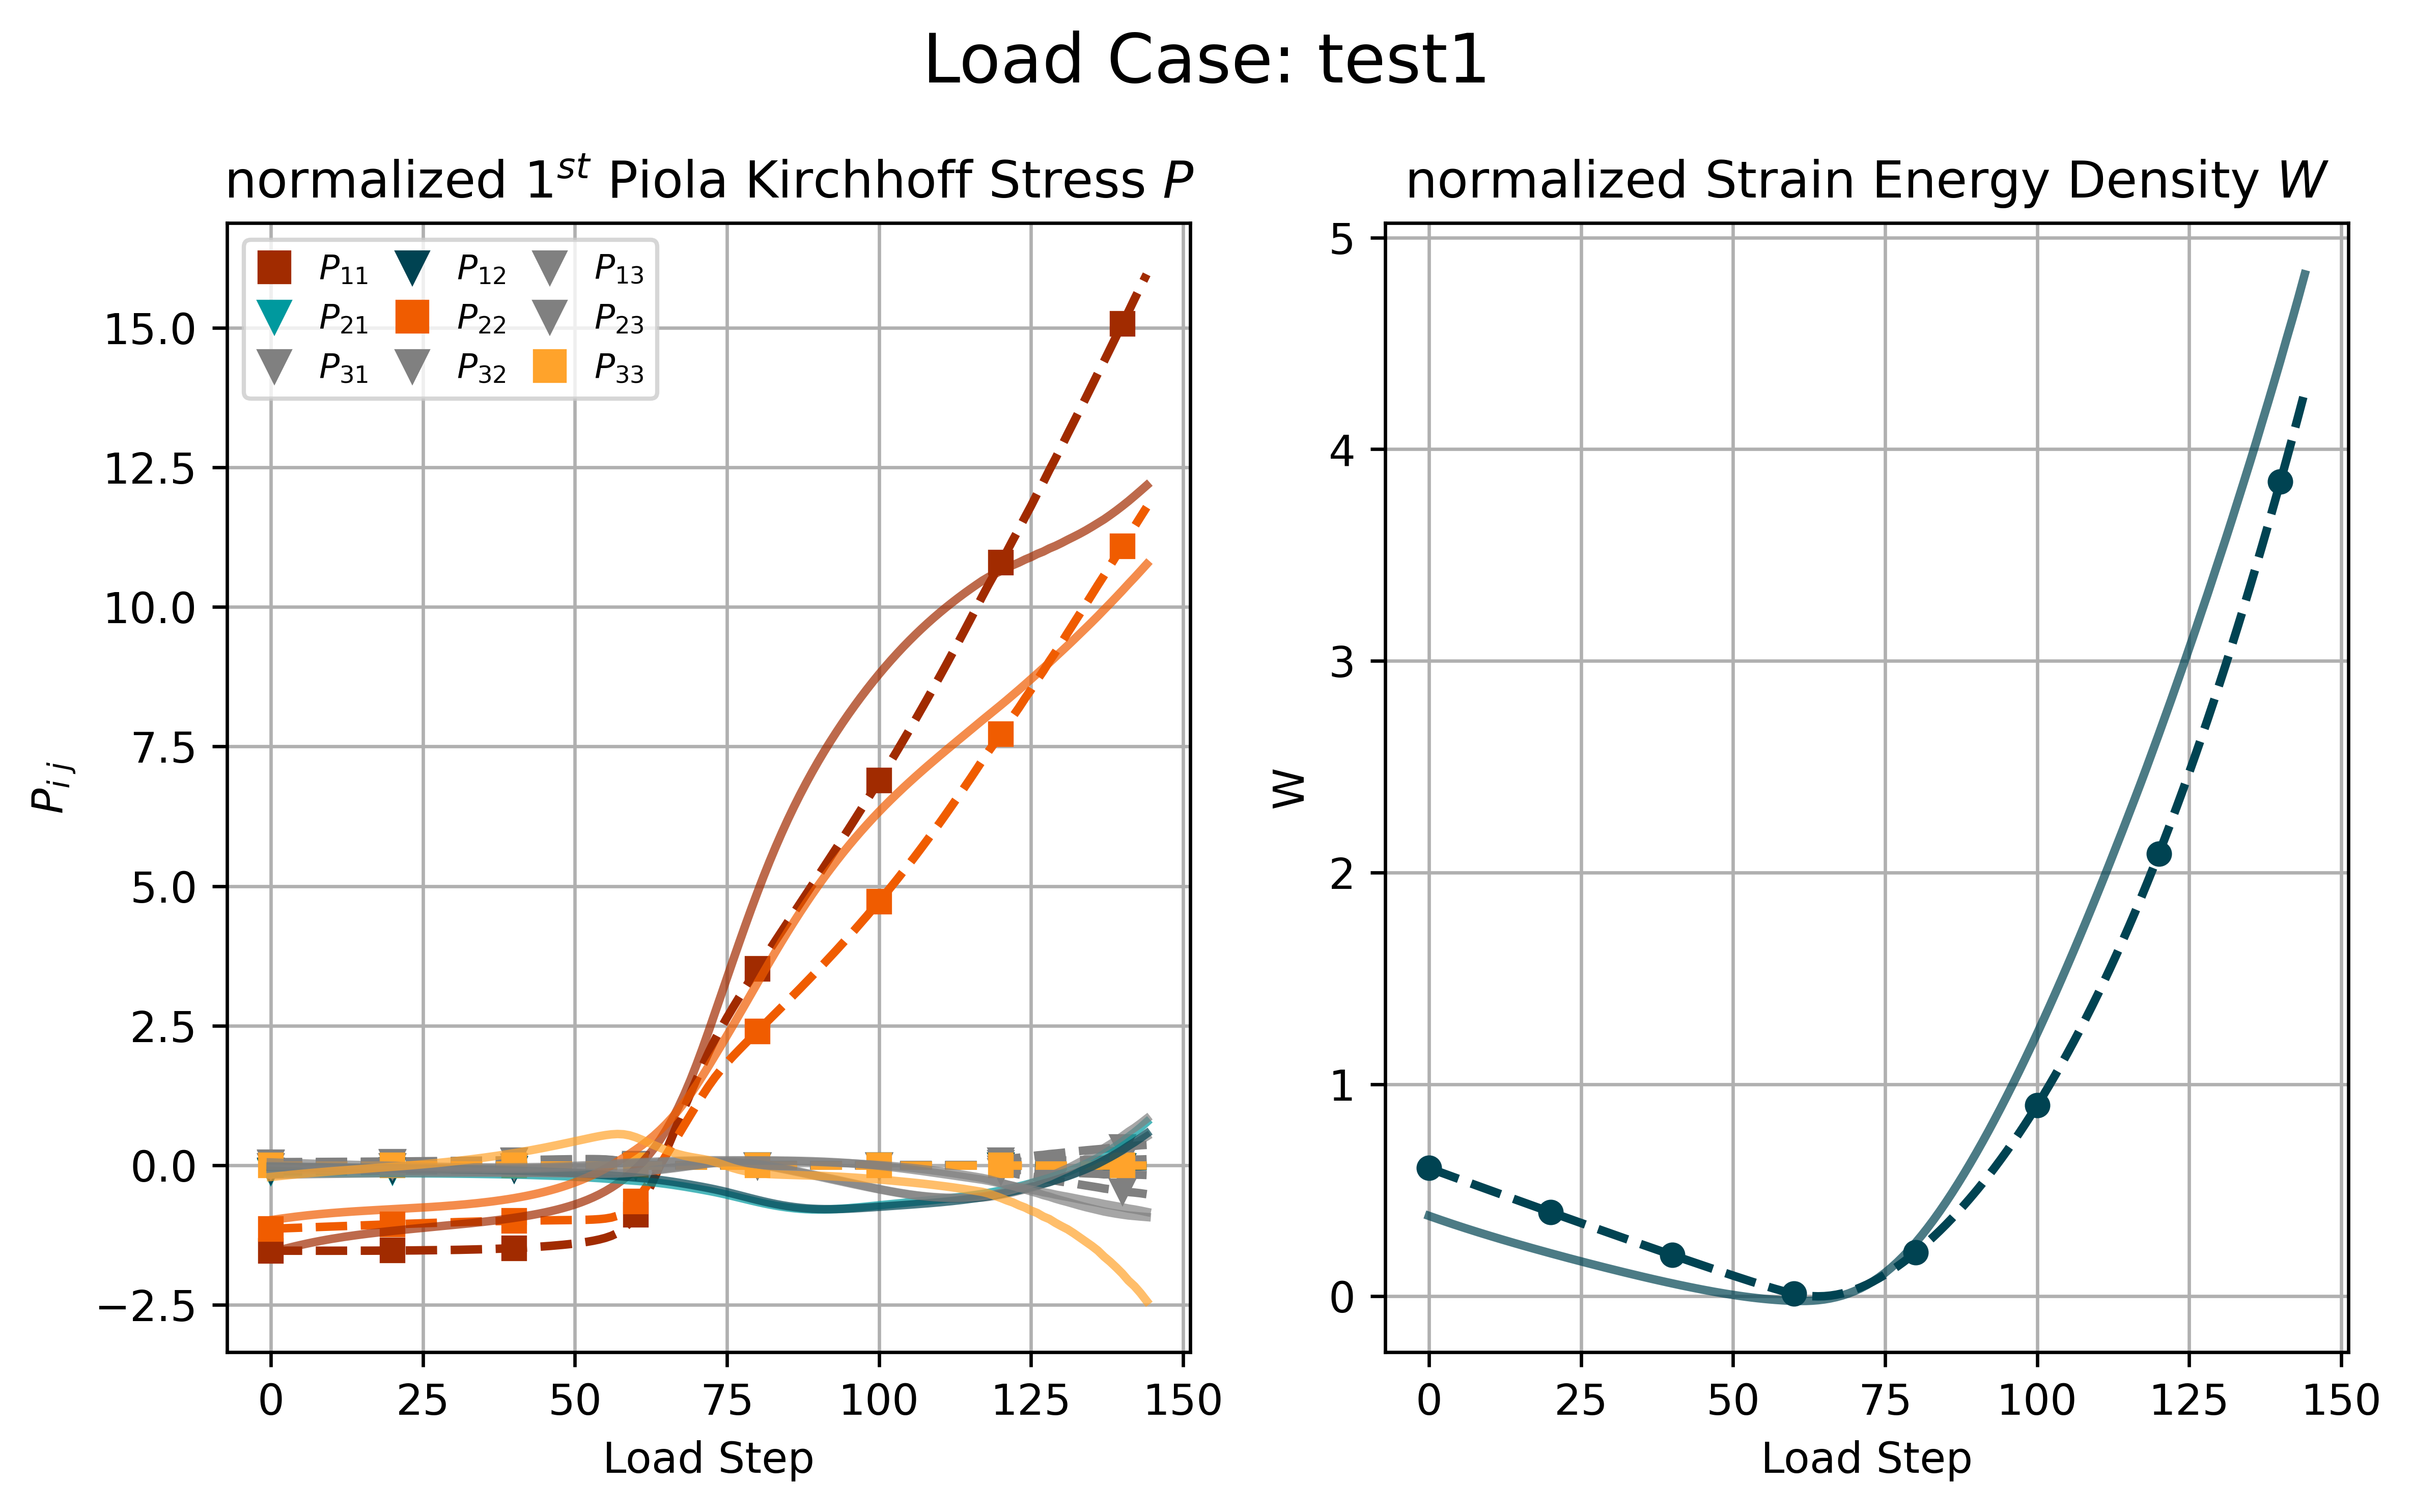 Load Case: test1
normalized 1st Piola Kirchhoff Stress P
P11 P12 P13
P21 P22 P23
P31 P32 P33
15.0
12.5
10.0
7.5
5.0
2.5
0.0
−2.5
Pi j
0 25 50 75 100 125 150
Load Step
normalized Strain Energy Density W
5
4
3
2
1
0
W
0 25 50 75 100 125 150
Load Step